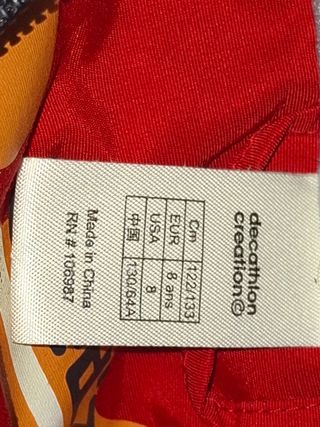 decathlon
creation©
Cm 122/133
EUR 8 ans
USA 8
中国 130/64A
Made in China
RN # 106987